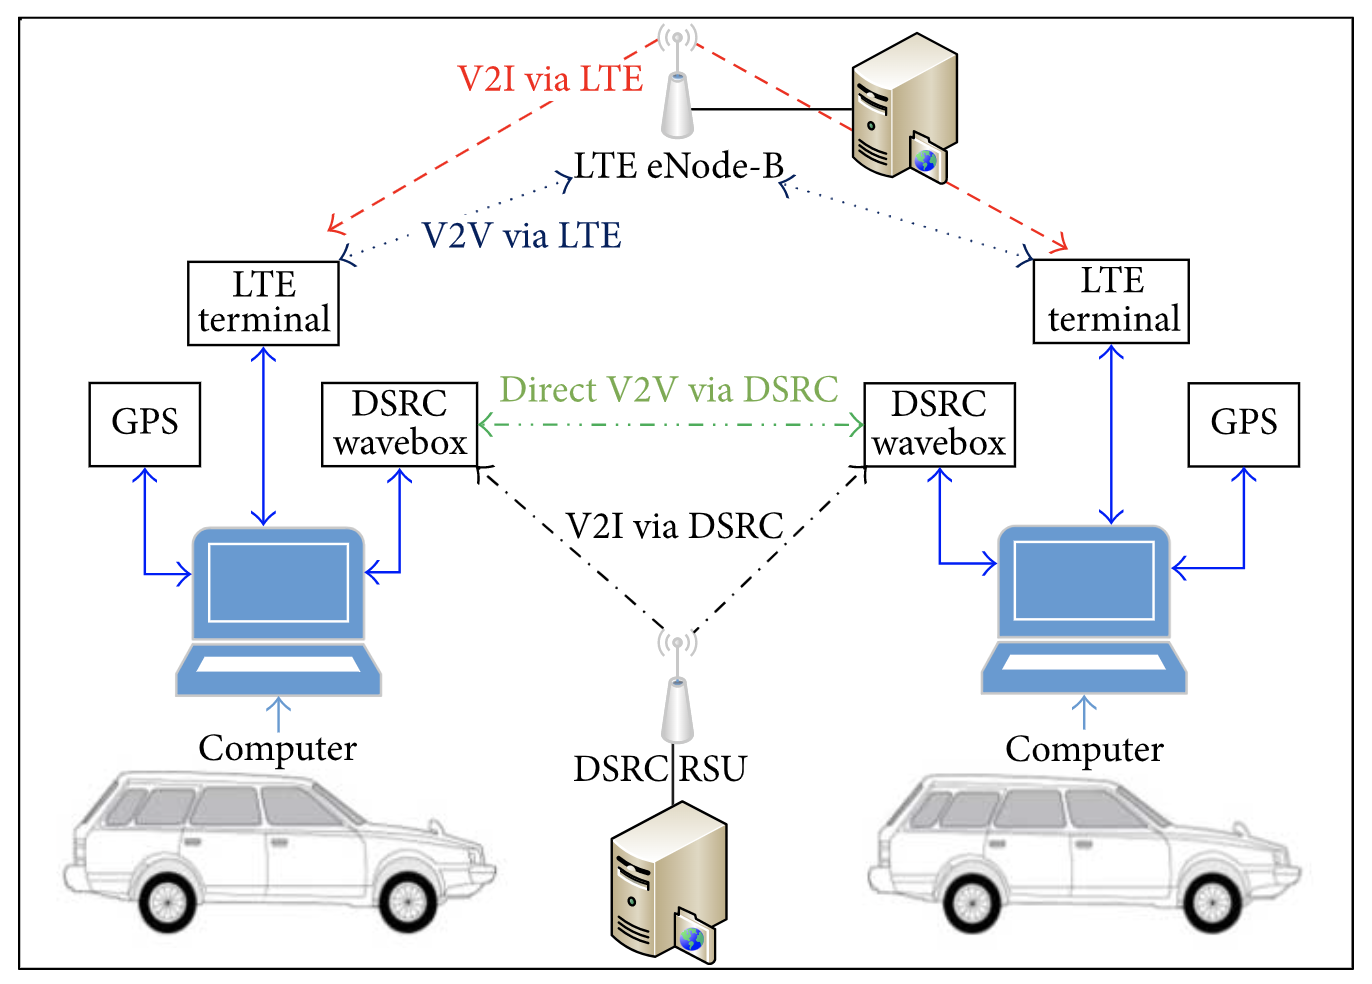 V2I via LTE
LTE eNode-B
V2V via LTE
LTE
terminal
LTE
terminal
GPS
DSRC
wavebox
Direct V2V via DSRC
DSRC
wavebox
GPS
V2I via DSRC
Computer
DSRC RSU
Computer